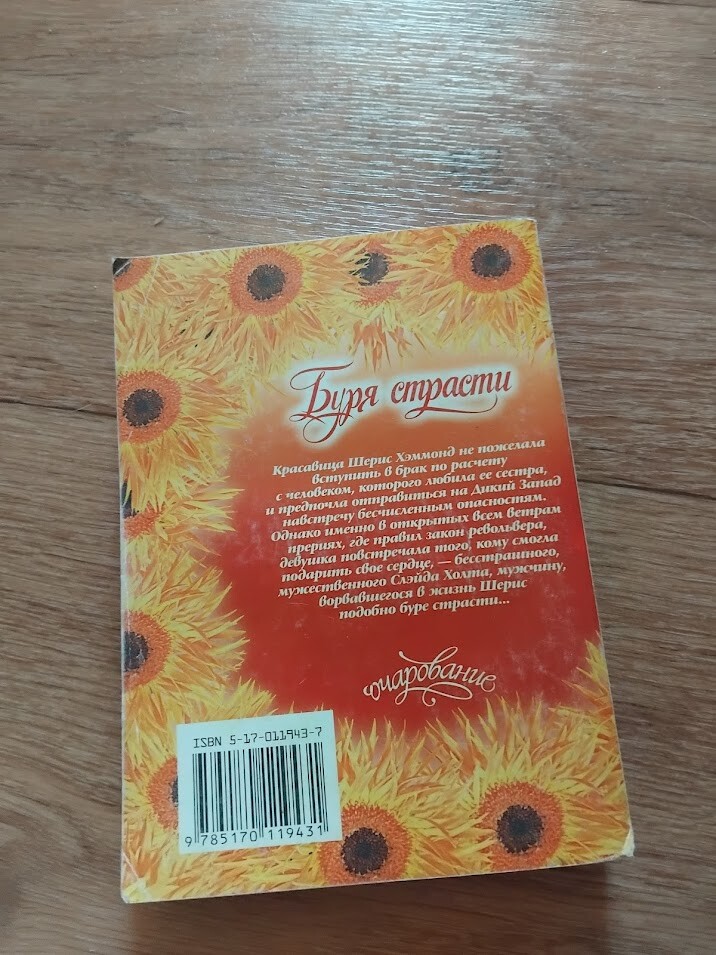 Буря страсти
Красавица Шерис Хэммонд не пожелала
вступить в брак по расчету
с человеком, которого любила ее сестра,
и предпочла отправиться на Дикий Запад
навстречу бесчисленным опасностям.
Однако именно в открытых всем ветрам
прериях, где правил закон револьвера,
девушка повстречала того, кому смогла
подарить свое сердце, — бесстрашного,
мужественного Слэйда Холта, мужчину,
ворвавшегося в жизнь Шерис
подобно буре страсти...
очарование
ISBN 5-17-011943-7
9 785170 119431